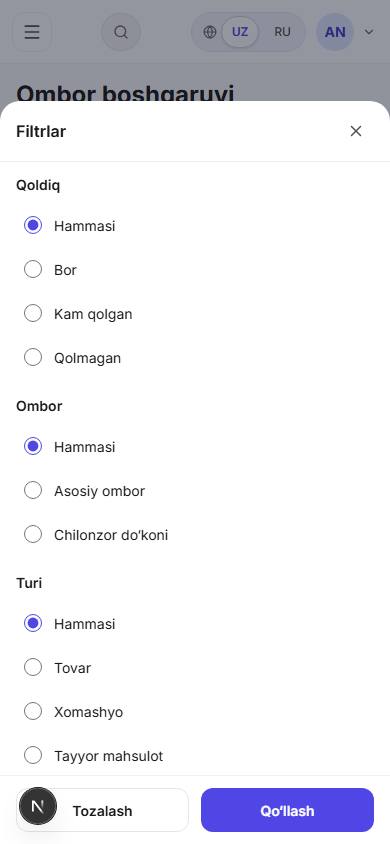 UZ RU AN
Ombor boshqaruvi
Filtrlar
Qoldiq
Hammasi
Bor
Kam qolgan
Qolmagan
Ombor
Hammasi
Asosiy ombor
Chilonzor do‘koni
Turi
Hammasi
Tovar
Xomashyo
Tayyor mahsulot
N Tozalash Qo‘llash